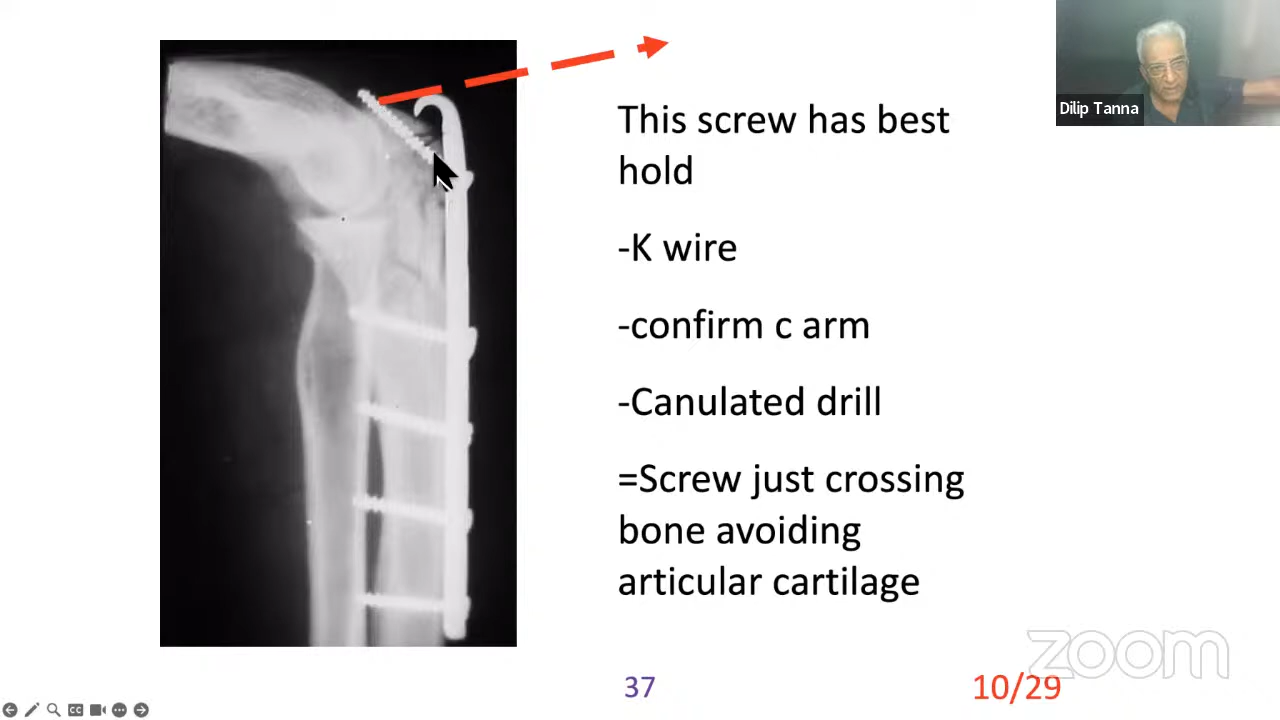 Dilip Tanna
This screw has best
hold
-K wire
-confirm c arm
-Canulated drill
=Screw just crossing
bone avoiding
articular cartilage
zoom
37
10/29